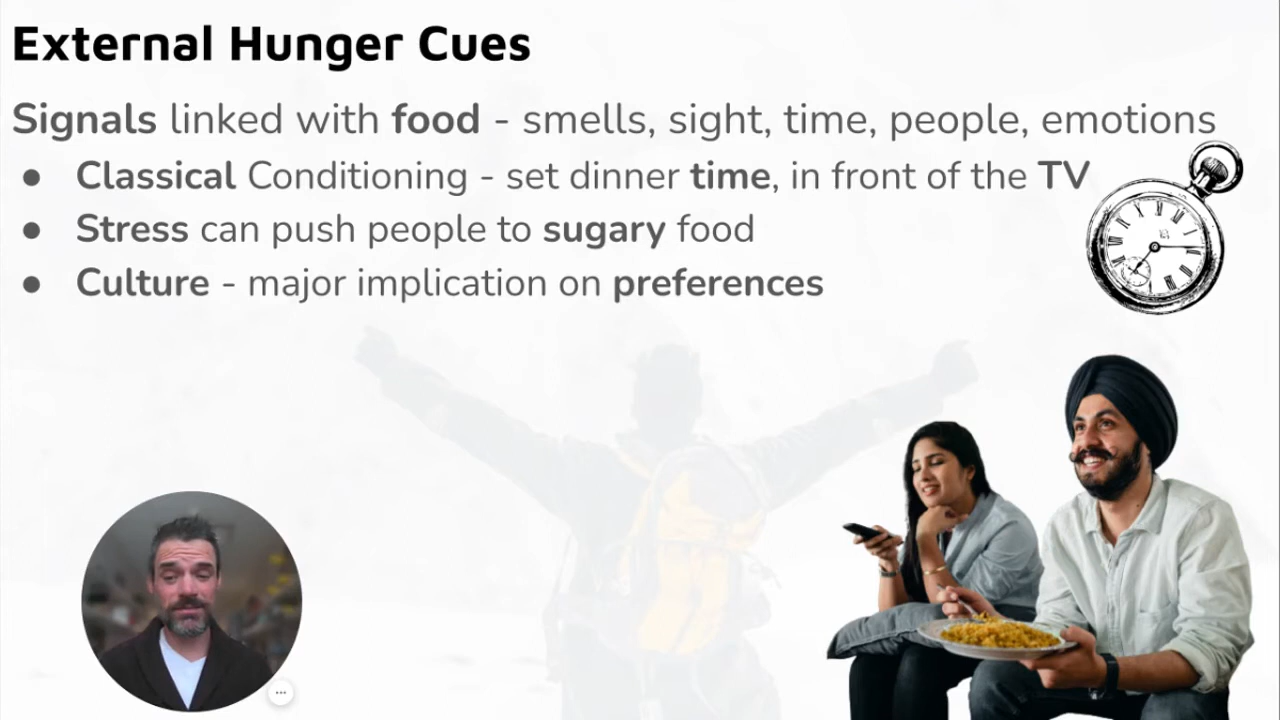 External Hunger Cues
Signals linked with food - smells, sight, time, people, emotions
● Classical Conditioning - set dinner time, in front of the TV
● Stress can push people to sugary food
● Culture - major implication on preferences